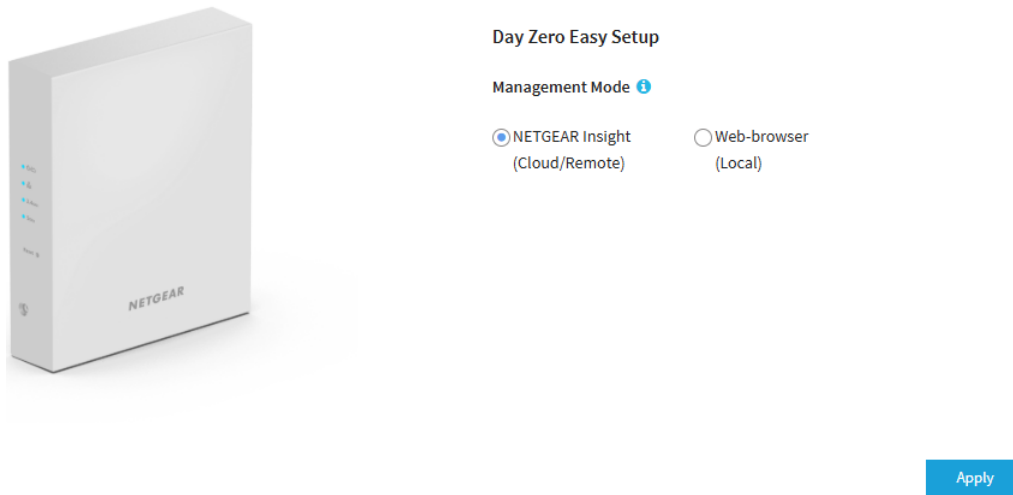 Day Zero Easy Setup
Management Mode
NETGEAR Insight
(Cloud/Remote)
Web-browser
(Local)
NETGEAR
Apply